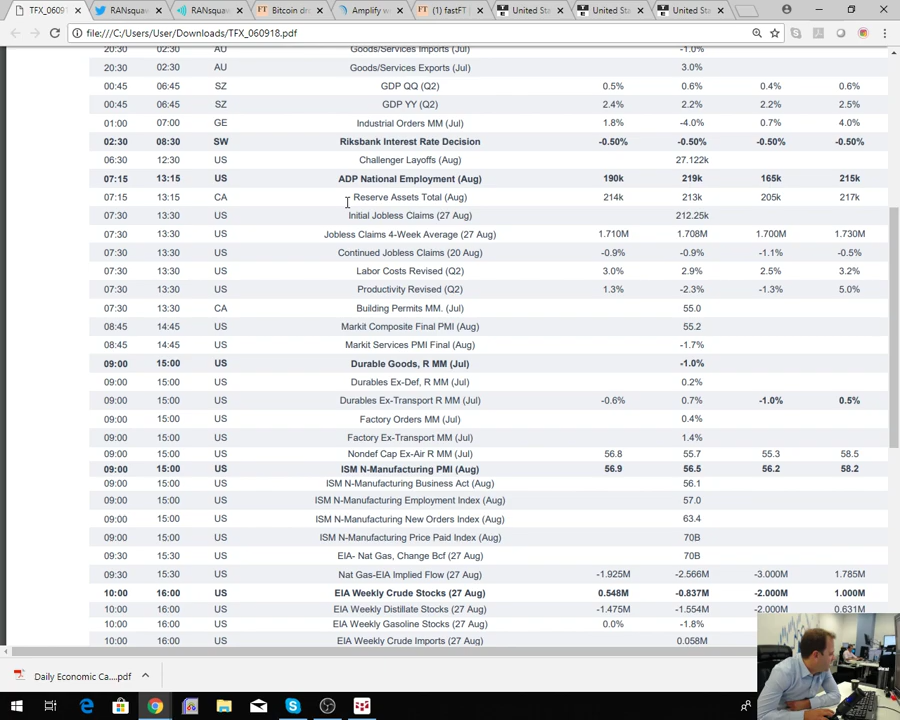 TFX_0609
RANsqua
RANsqua
Bitcoin d
Amplify w
(1) fastFT
United St
United St
United St
file:///C:/Users/User/Downloads/TFX_060918.pdf
20:30 02:30 AU Goods/Services Imports (Jul) -1.0%
20:30 02:30 AU Goods/Services Exports (Jul) 3.0%
00:45 06:45 SZ GDP QQ (Q2) 0.5% 0.6% 0.4% 0.6%
00:45 06:45 SZ GDP YY (Q2) 2.4% 2.2% 2.2% 2.5%
01:00 07:00 GE Industrial Orders MM (Jul) 1.8% -4.0% 0.7% 4.0%
02:30 08:30 SW Riksbank Interest Rate Decision -0.50% -0.50% -0.50% -0.50%
06:30 12:30 US Challenger Layoffs (Aug) 27.122k
07:15 13:15 US ADP National Employment (Aug) 190k 219k 165k 215k
07:15 13:15 CA Reserve Assets Total (Aug) 214k 213k 205k 217k
07:30 13:30 US Initial Jobless Claims (27 Aug) 212.25k
07:30 13:30 US Jobless Claims 4-Week Average (27 Aug) 1.710M 1.708M 1.700M 1.730M
07:30 13:30 US Continued Jobless Claims (20 Aug) -0.9% -0.9% -1.1% -0.5%
07:30 13:30 US Labor Costs Revised (Q2) 3.0% 2.9% 2.5% 3.2%
07:30 13:30 US Productivity Revised (Q2) 1.3% -2.3% -1.3% 5.0%
07:30 13:30 CA Building Permits MM. (Jul) 55.0
08:45 14:45 US Markit Composite Final PMI (Aug) 55.2
08:45 14:45 US Markit Services PMI Final (Aug) -1.7%
09:00 15:00 US Durable Goods, R MM (Jul) -1.0%
09:00 15:00 US Durables Ex-Def, R MM (Jul) 0.2%
09:00 15:00 US Durables Ex-Transport R MM (Jul) -0.6% 0.7% -1.0% 0.5%
09:00 15:00 US Factory Orders MM (Jul) 0.4%
09:00 15:00 US Factory Ex-Transport MM (Jul) 1.4%
09:00 15:00 US Nondef Cap Ex-Air R MM (Jul) 56.8 55.7 55.3 58.5
09:00 15:00 US ISM N-Manufacturing PMI (Aug) 56.9 56.5 56.2 58.2
09:00 15:00 US ISM N-Manufacturing Business Act (Aug) 56.1
09:00 15:00 US ISM N-Manufacturing Employment Index (Aug) 57.0
09:00 15:00 US ISM N-Manufacturing New Orders Index (Aug) 63.4
09:00 15:00 US ISM N-Manufacturing Price Paid Index (Aug) 70B
09:30 15:30 US EIA- Nat Gas, Change Bcf (27 Aug) 70B
09:30 15:30 US Nat Gas-EIA Implied Flow (27 Aug) -1.925M -2.566M -3.000M 1.785M
10:00 16:00 US EIA Weekly Crude Stocks (27 Aug) 0.548M -0.837M -2.000M 1.000M
10:00 16:00 US EIA Weekly Distillate Stocks (27 Aug) -1.475M -1.554M -2.000M 0.631M
10:00 16:00 US EIA Weekly Gasoline Stocks (27 Aug) 0.0% -1.8%
10:00 16:00 US EIA Weekly Crude Imports (27 Aug) 0.058M
Daily Economic Ca....pdf